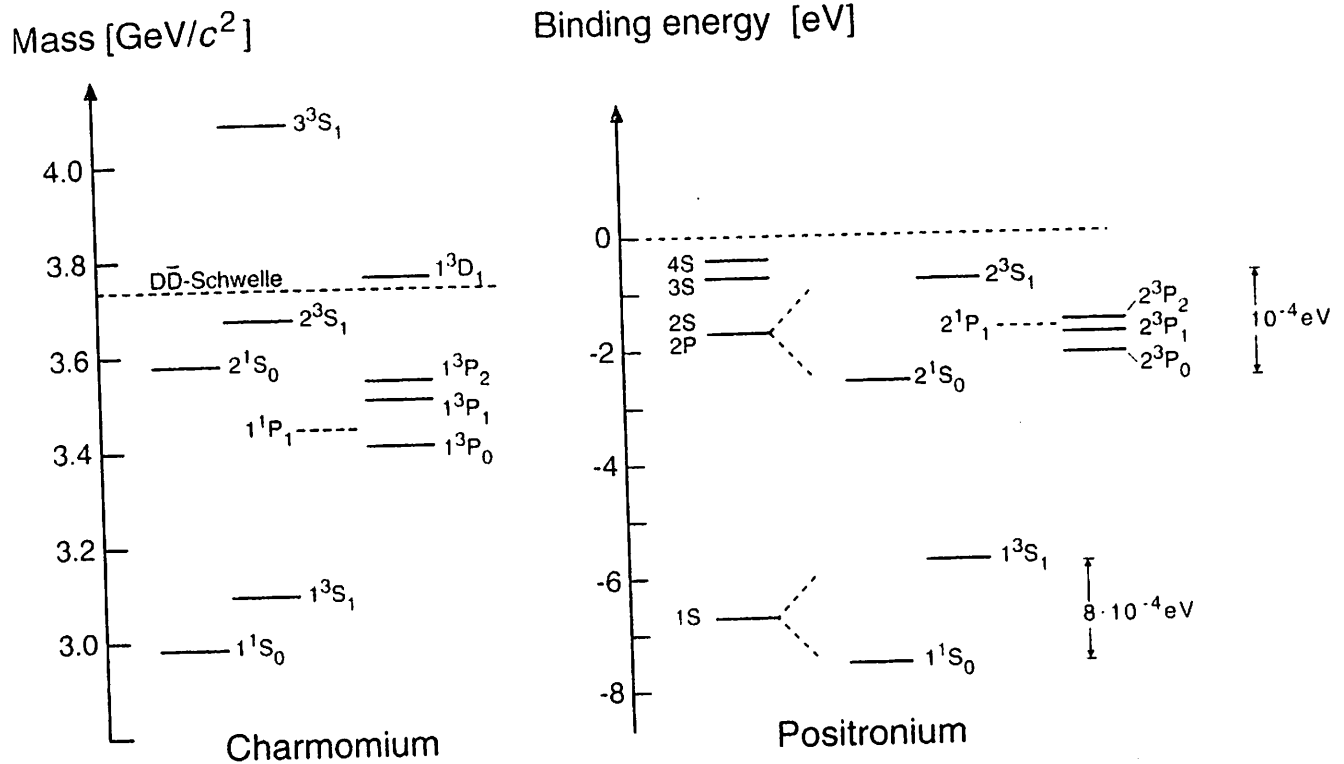 Mass [GeV/c²]
4.0
3.8
3.6
3.4
3.2
3.0
3³S₁
1³D₁
DD̄-Schwelle
2³S₁
2¹S₀
1³P₂
1³P₁
1¹P₁
1³P₀
1³S₁
1¹S₀
Charmomium
Binding energy [eV]
0
-2
-4
-6
-8
4S
3S
2S
2P
2³S₁
2³P₂
2¹P₁
2³P₁
2³P₀
2¹S₀
10⁻⁴eV
1³S₁
1S
8·10⁻⁴eV
1¹S₀
Positronium